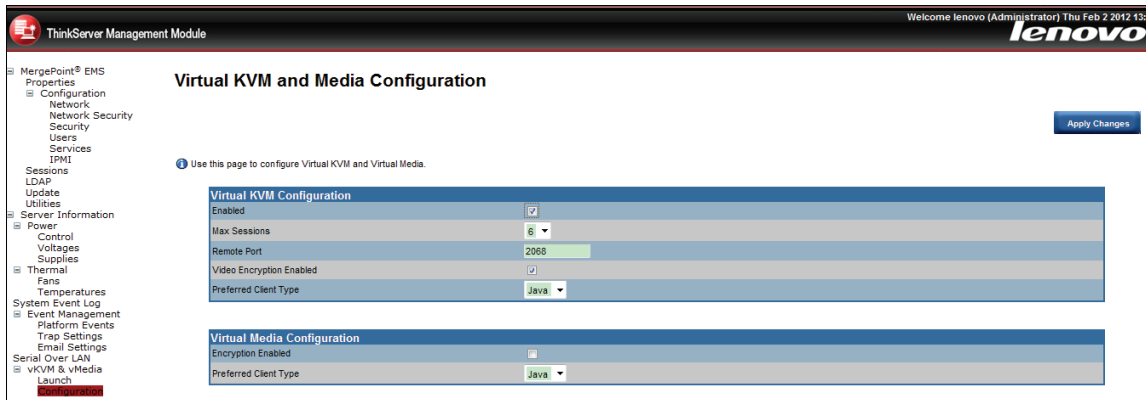 Welcome lenovo (Administrator) Thu Feb 2 2012 13:
ThinkServer Management Module
lenovo
MergePoint® EMS
Properties
Configuration
Network
Network Security
Security
Users
Services
IPMI
Sessions
LDAP
Update
Utilities
Server Information
Power
Control
Voltages
Supplies
Thermal
Fans
Temperatures
System Event Log
Event Management
Platform Events
Trap Settings
Email Settings
Serial Over LAN
vKVM & vMedia
Launch
Configuration
Virtual KVM and Media Configuration
Apply Changes
Use this page to configure Virtual KVM and Virtual Media.
Virtual KVM Configuration
Enabled
Max Sessions 6
Remote Port 2068
Video Encryption Enabled
Preferred Client Type Java
Virtual Media Configuration
Encryption Enabled
Preferred Client Type Java